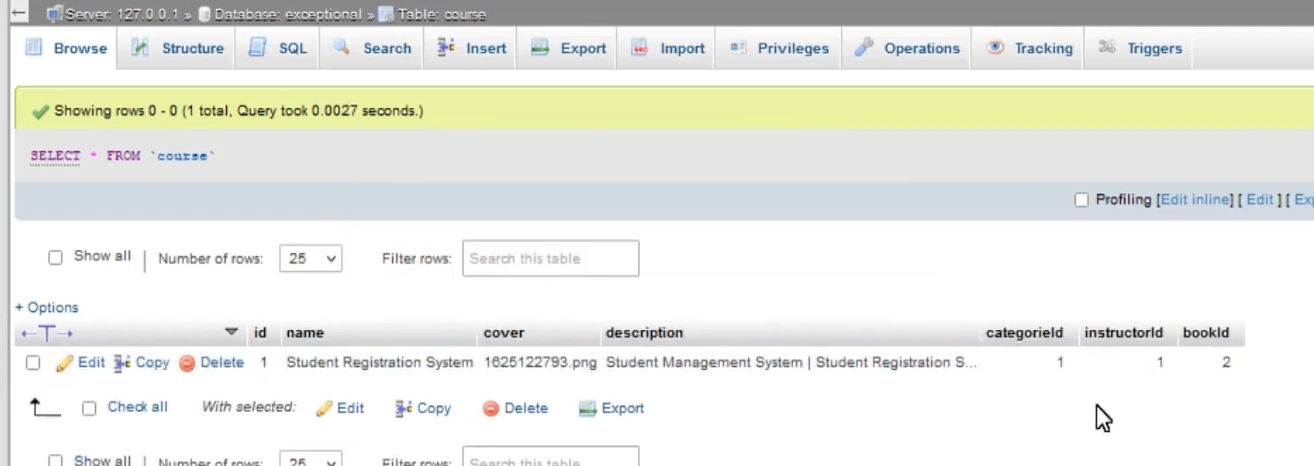 Server: 127.0.0.1 » Database: exceptional » Table: course
Browse Structure SQL Search Insert Export Import Privileges Operations Tracking Triggers
Showing rows 0 - 0 (1 total, Query took 0.0027 seconds.)
SELECT * FROM `course`
Profiling [Edit inline] [ Edit ] [ Exp
Show all | Number of rows: 25 Filter rows: Search this table
+ Options
←T→ id name cover description categorieId instructorId bookId
Edit Copy Delete 1 Student Registration System 1625122793.png Student Management System | Student Registration S... 1 1 2
Check all With selected: Edit Copy Delete Export
Show all | Number of rows: 25 Filter rows: Search this table